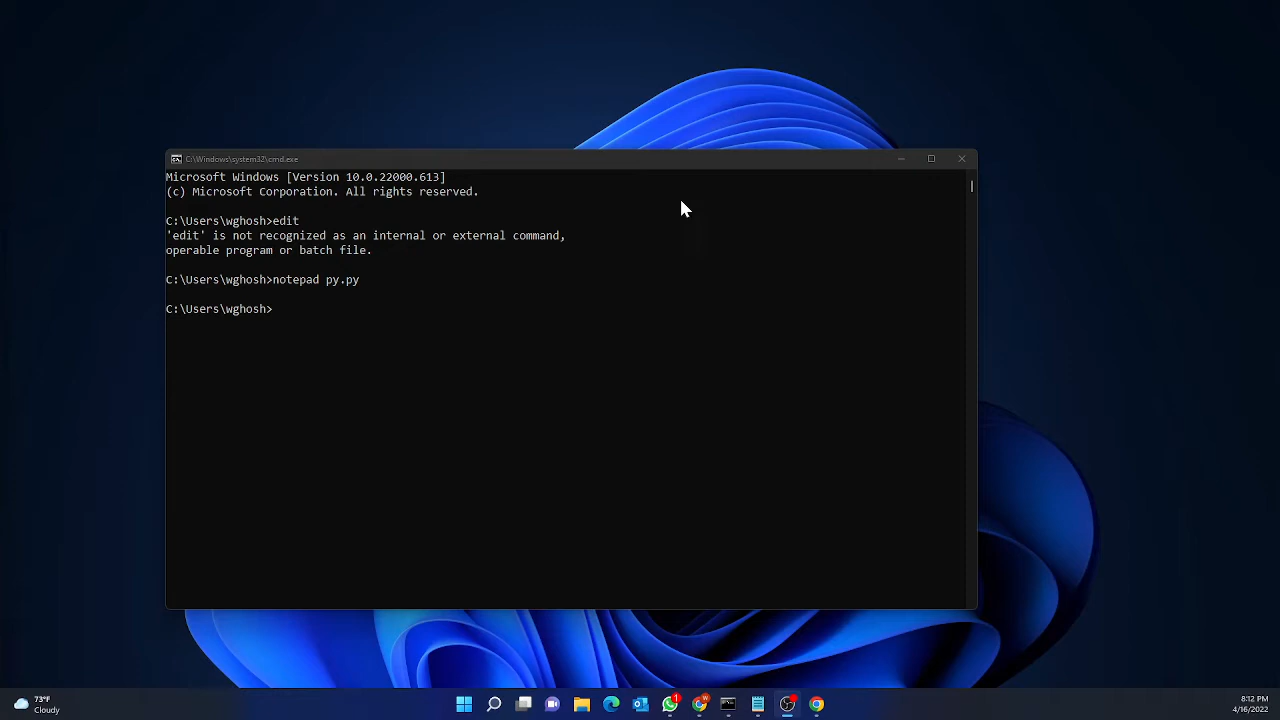 C:\Windows\system32\cmd.exe
Microsoft Windows [Version 10.0.22000.613]
(c) Microsoft Corporation. All rights reserved.
C:\Users\wghosh>edit
'edit' is not recognized as an internal or external command,
operable program or batch file.
C:\Users\wghosh>notepad py.py
C:\Users\wghosh>
73°F
Cloudy
1
W
8:12 PM
4/16/2022